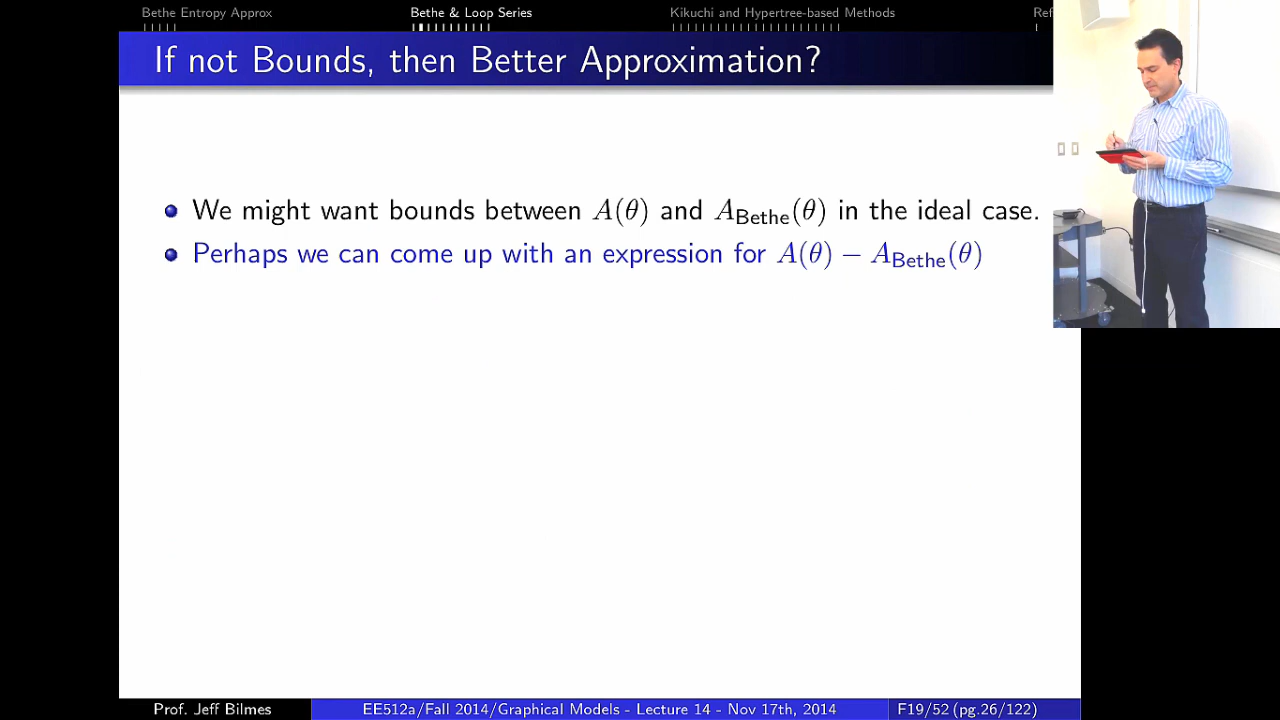 Bethe Entropy Approx Bethe & Loop Series Kikuchi and Hypertree-based Methods Ref
If not Bounds, then Better Approximation?
We might want bounds between A(θ) and A_Bethe(θ) in the ideal case.
Perhaps we can come up with an expression for A(θ) − A_Bethe(θ)
Prof. Jeff Bilmes EE512a/Fall 2014/Graphical Models - Lecture 14 - Nov 17th, 2014 F19/52 (pg.26/122)